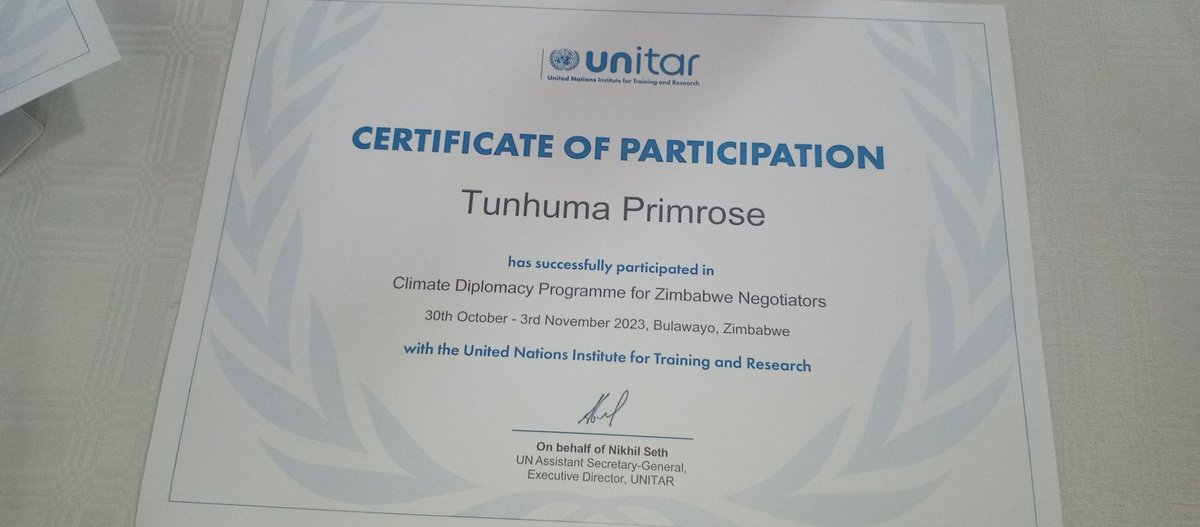 unitar
United Nations Institute for Training and Research
CERTIFICATE OF PARTICIPATION
Tunhuma Primrose
has successfully participated in
Climate Diplomacy Programme for Zimbabwe Negotiators
30th October - 3rd November 2023, Bulawayo, Zimbabwe
with the United Nations Institute for Training and Research
On behalf of Nikhil Seth
UN Assistant Secretary-General,
Executive Director, UNITAR